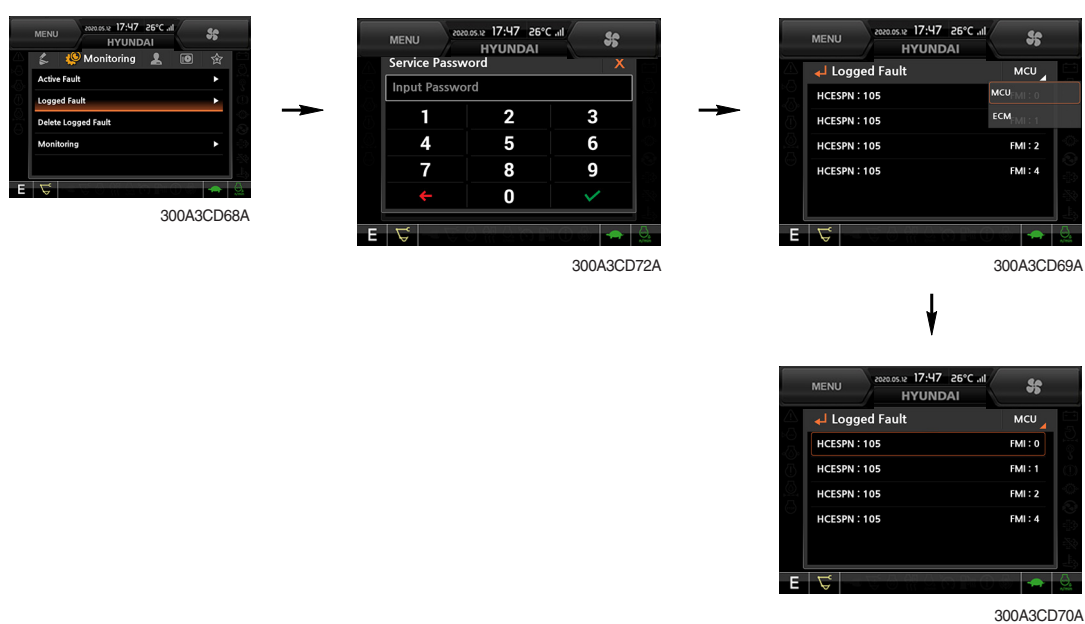 MENU
2020.05.12 17:47 26°C
HYUNDAI
Monitoring
Active Fault
Logged Fault
Delete Logged Fault
Monitoring
E
300A3CD68A
MENU
2020.05.12 17:47 26°C
HYUNDAI
Service Password X
Input Password
1 2 3
4 5 6
7 8 9
0
E
300A3CD72A
MENU
2020.05.12 17:47 26°C
HYUNDAI
Logged Fault MCU
HCESPN : 105 FMI : 0
MCU
HCESPN : 105 FMI : 1
ECM
HCESPN : 105 FMI : 2
HCESPN : 105 FMI : 4
E
300A3CD69A
MENU
2020.05.12 17:47 26°C
HYUNDAI
Logged Fault MCU
HCESPN : 105 FMI : 0
HCESPN : 105 FMI : 1
HCESPN : 105 FMI : 2
HCESPN : 105 FMI : 4
E
300A3CD70A